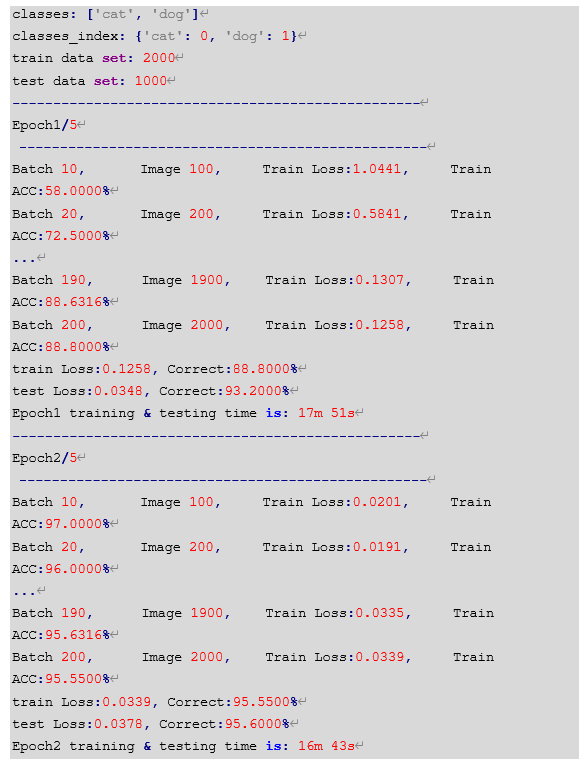 classes: ['cat', 'dog']↵
classes_index: {'cat': 0, 'dog': 1}↵
train data set: 2000↵
test data set: 1000↵
--------------------------------------------------↵
Epoch1/5↵
--------------------------------------------------↵
Batch 10, Image 100, Train Loss:1.0441, Train
ACC:58.0000%↵
Batch 20, Image 200, Train Loss:0.5841, Train
ACC:72.5000%↵
...↵
Batch 190, Image 1900, Train Loss:0.1307, Train
ACC:88.6316%↵
Batch 200, Image 2000, Train Loss:0.1258, Train
ACC:88.8000%↵
train Loss:0.1258, Correct:88.8000%↵
test Loss:0.0348, Correct:93.2000%↵
Epoch1 training & testing time is: 17m 51s↵
--------------------------------------------------↵
Epoch2/5↵
--------------------------------------------------↵
Batch 10, Image 100, Train Loss:0.0201, Train
ACC:97.0000%↵
Batch 20, Image 200, Train Loss:0.0191, Train
ACC:96.0000%↵
...↵
Batch 190, Image 1900, Train Loss:0.0335, Train
ACC:95.6316%↵
Batch 200, Image 2000, Train Loss:0.0339, Train
ACC:95.5500%↵
train Loss:0.0339, Correct:95.5500%↵
test Loss:0.0378, Correct:95.6000%↵
Epoch2 training & testing time is: 16m 43s↵